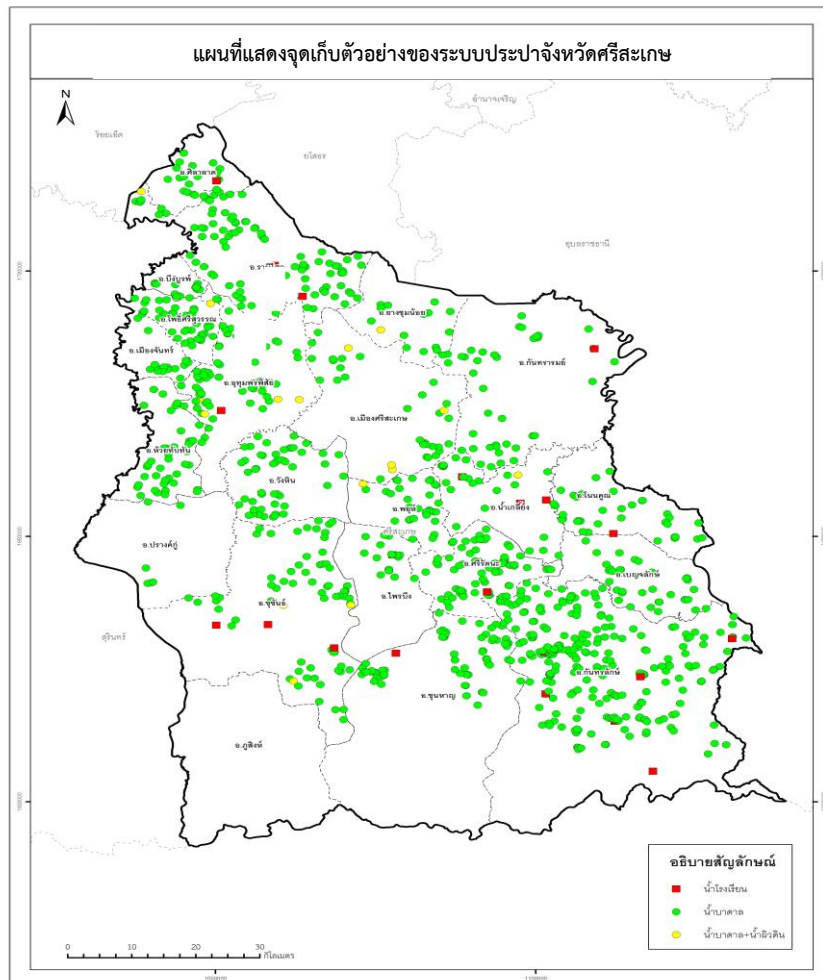 แผนที่แสดงจุดเก็บตัวอย่างของระบบประปาจังหวัดศรีสะเกษ
N
อำนาจเจริญ
ร้อยเอ็ด
ยโสธร
อ.ศิลาลาด
อุบลราชธานี
อ.บึงบูรพ์
อ.ยางชุมน้อย
อ.โพธิ์ศรีสุวรรณ
อ.เมืองจันทร์
อ.กันทรารมย์
อ.อุทุมพรพิสัย
อ.เมืองศรีสะเกษ
อ.ห้วยทับทัน
อ.วังหิน
อ.โนนคูณ
อ.พยุห์
อ.น้ำเกลี้ยง
ศรีสะเกษ
อ.ปรางค์กู่
อ.ศรีรัตนะ
อ.เบญจลักษ์
อ.ไพรบึง
อ.ขุขันธ์
สุรินทร์
อ.กันทรลักษ์
อ.ขุนหาญ
อ.ภูสิงห์
อธิบายสัญลักษณ์
น้ำโรงเรียน
น้ำบาดาล
น้ำบาดาล+น้ำผิวดิน
0 5 10 20 30
กิโลเมตร